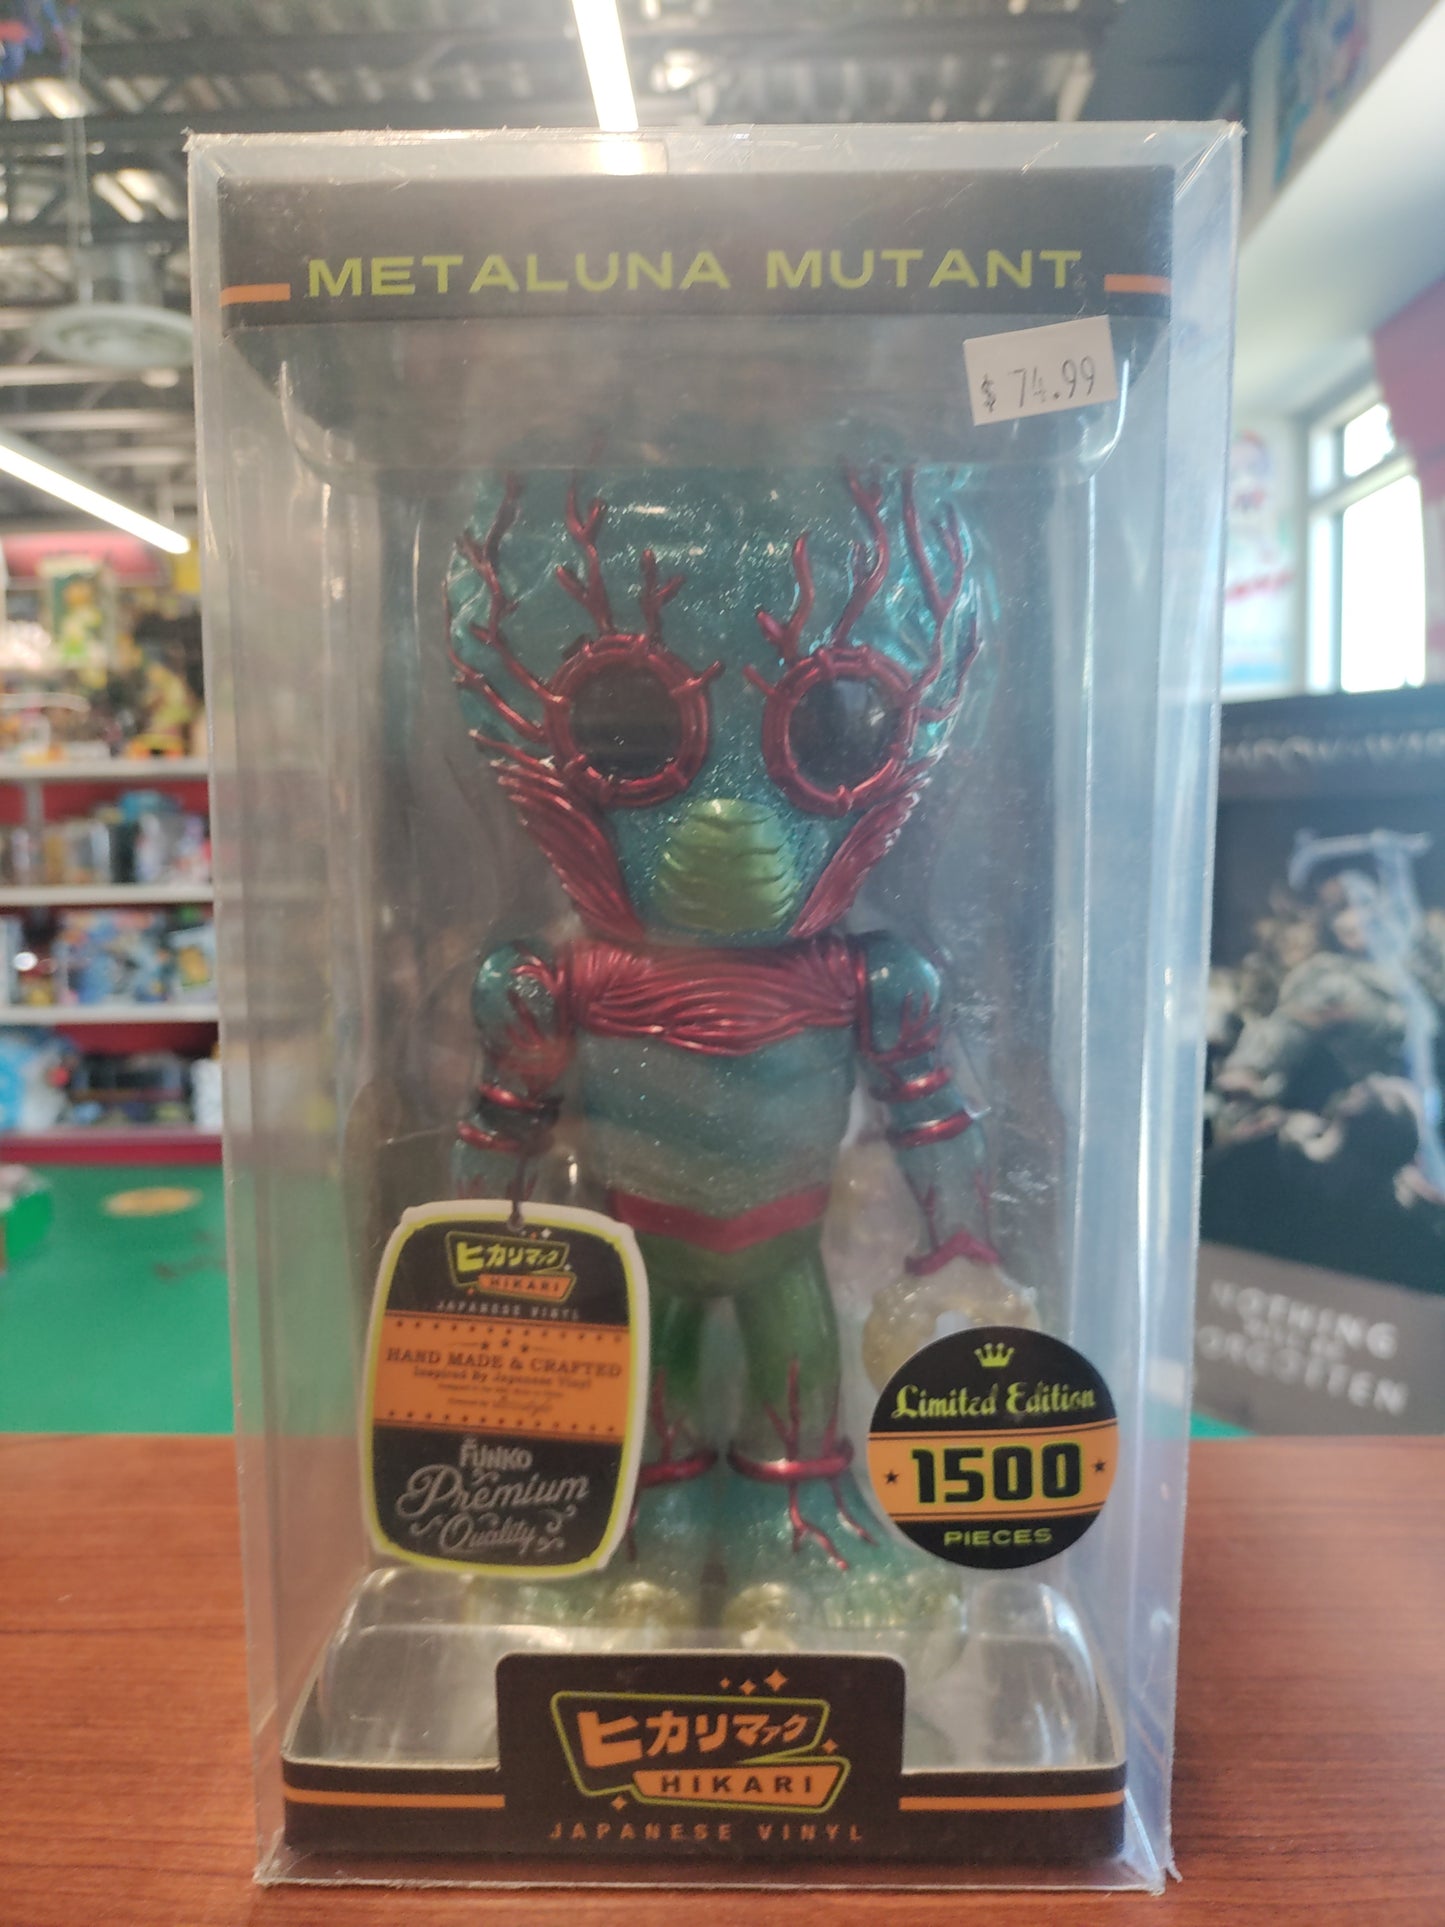 METALUNA MUTANT
$ 74.99
ヒカリマック
HIKARI
JAPANESE VINYL
HAND MADE & CRAFTED
Inspired By Japanese Vinyl
FUNKO
Premium
Quality
Limited Edition
1500
PIECES
NOTHING
WILL BE
FORGOTTEN
ヒカリマック
HIKARI
JAPANESE VINYL